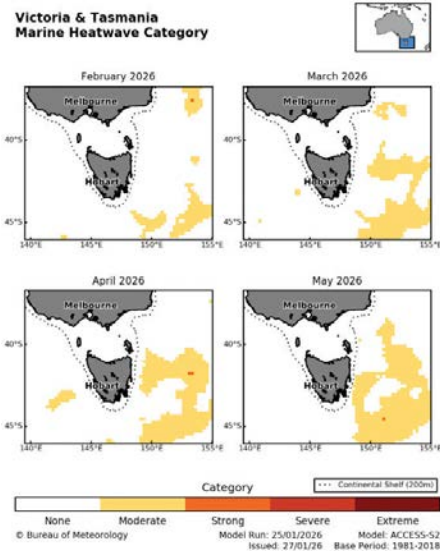 Victoria & Tasmania
Marine Heatwave Category
February 2026
March 2026
Melbourne
Melbourne
40°S
40°S
Hobart
Hobart
45°S
45°S
140°E 145°E 150°E 155°E
140°E 145°E 150°E 155°E
April 2026
May 2026
Melbourne
Melbourne
40°S
40°S
Hobart
Hobart
45°S
45°S
140°E 145°E 150°E 155°E
140°E 145°E 150°E 155°E
Category
Continental Shelf (200m)
None Moderate Strong Severe Extreme
© Bureau of Meteorology Model Run: 25/01/2026 Model: ACCESS-S2
Issued: 27/01/26 Base Period: 1981-2018